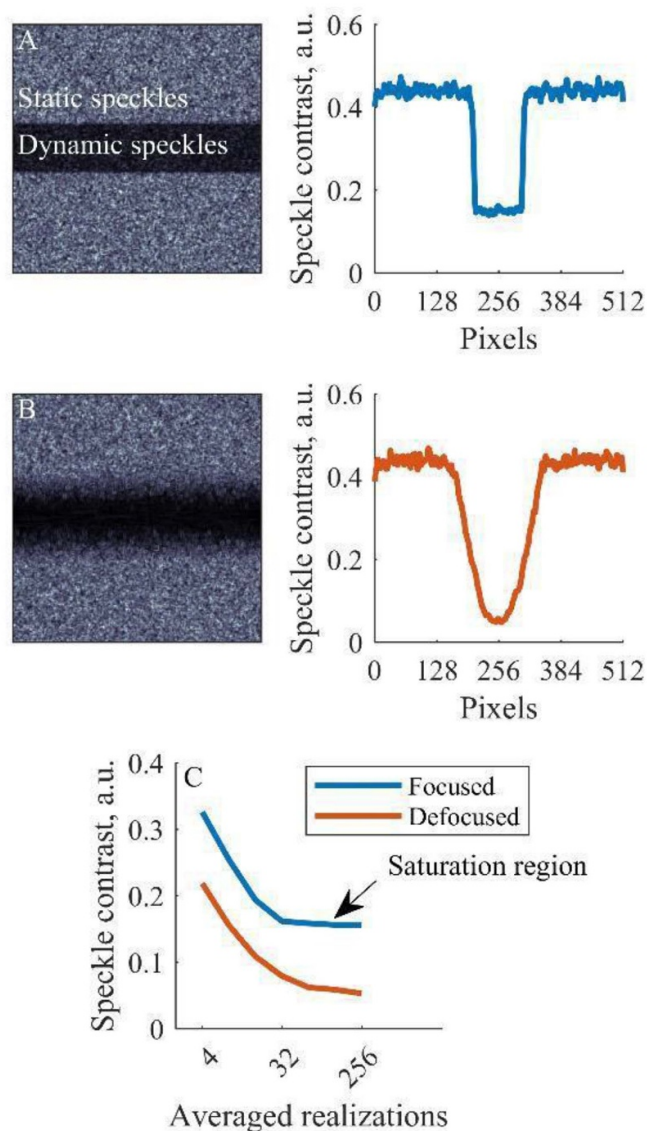 A
Static speckles
Dynamic speckles
Speckle contrast, a.u.
0.6
0.4
0.2
0
0 128 256 384 512
Pixels
B
Speckle contrast, a.u.
0.6
0.4
0.2
0
0 128 256 384 512
Pixels
C
Speckle contrast, a.u.
0.4
0.3
0.2
0.1
0
Focused
Defocused
Saturation region
4 32 256
Averaged realizations